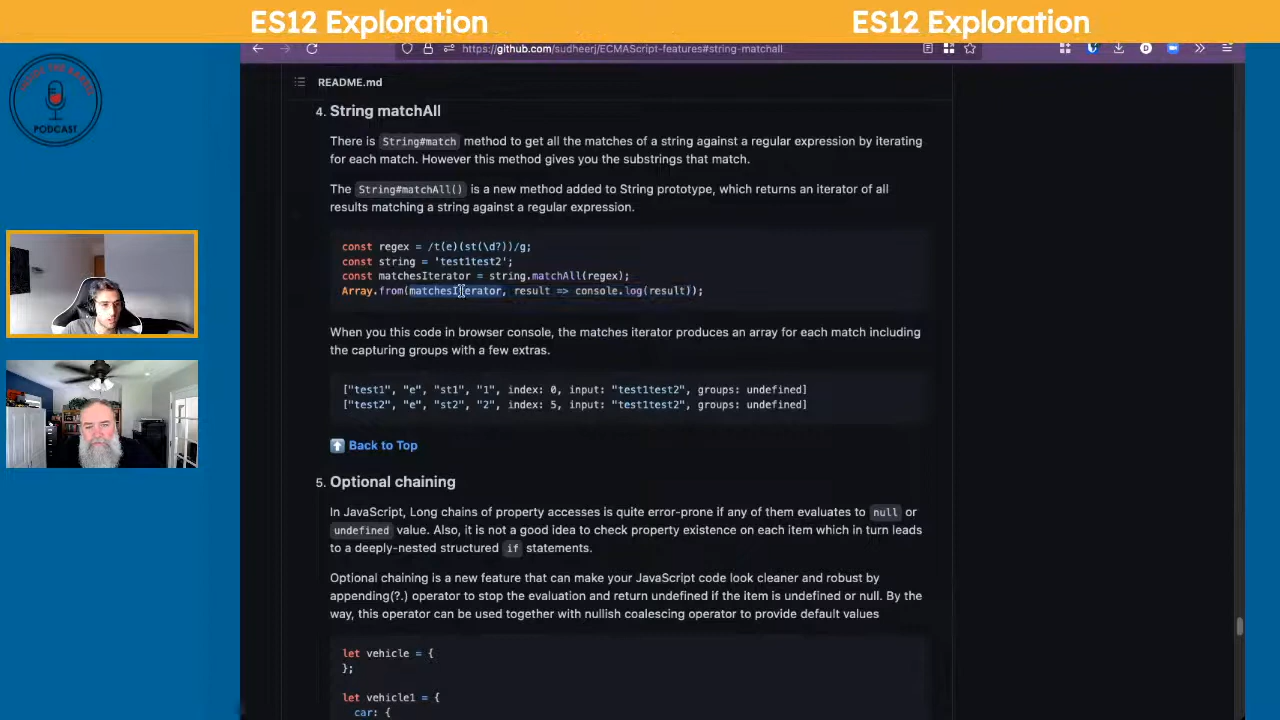 ES12 Exploration
ES12 Exploration
https://github.com/sudheerj/ECMAScript-features#string-matchall
PODCAST
README.md
4. String matchAll
There is String#match method to get all the matches of a string against a regular expression by iterating
for each match. However this method gives you the substrings that match.
The String#matchAll() is a new method added to String prototype, which returns an iterator of all
results matching a string against a regular expression.
const regex = /t(e)(st(\d?))/g;
const string = 'test1test2';
const matchesIterator = string.matchAll(regex);
Array.from(matchesIterator, result => console.log(result));
When you this code in browser console, the matches iterator produces an array for each match including
the capturing groups with a few extras.
["test1", "e", "st1", "1", index: 0, input: "test1test2", groups: undefined]
["test2", "e", "st2", "2", index: 5, input: "test1test2", groups: undefined]
Back to Top
5. Optional chaining
In JavaScript, Long chains of property accesses is quite error-prone if any of them evaluates to null or
undefined value. Also, it is not a good idea to check property existence on each item which in turn leads
to a deeply-nested structured if statements.
Optional chaining is a new feature that can make your JavaScript code look cleaner and robust by
appending(?.) operator to stop the evaluation and return undefined if the item is undefined or null. By the
way, this operator can be used together with nullish coalescing operator to provide default values
let vehicle = {
};
let vehicle1 = {
car: {